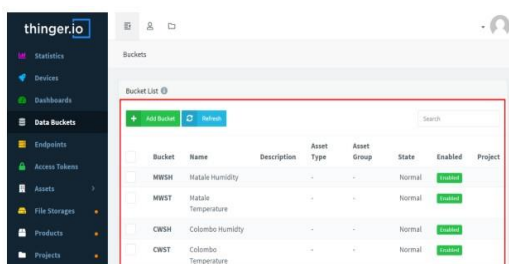 thinger.io
Statistics
Devices
Dashboards
Data Buckets
Endpoints
Access Tokens
Assets
File Storages
Products
Projects
Buckets
Bucket List
Add Bucket
Refresh
Search
Bucket Name Description Asset Type Asset Group State Enabled Project
MWSH Matale Humidity - - Normal Enabled
MWST Matale Temperature - - Normal Enabled
CWSH Colombo Humidity - - Normal Enabled
CWST Colombo Temperature - - Normal Enabled